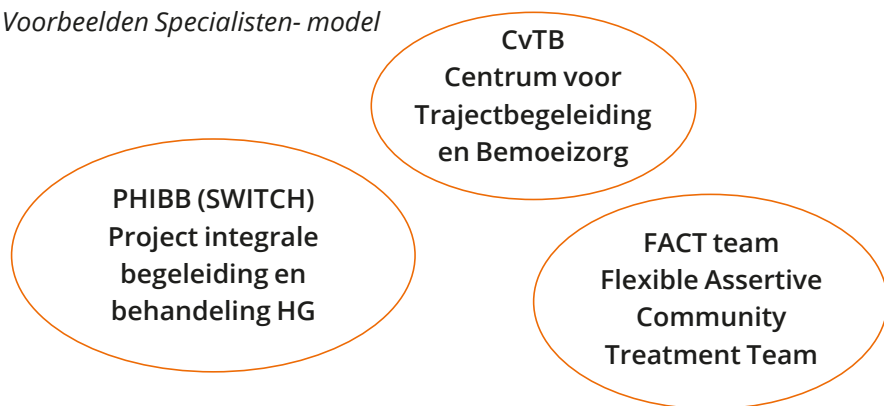 Voorbeelden Specialisten- model
CvTB
Centrum voor
Trajectbegeleiding
en Bemoeizorg
PHIBB (SWITCH)
Project integrale
begeleiding en
behandeling HG
FACT team
Flexible Assertive
Community
Treatment Team